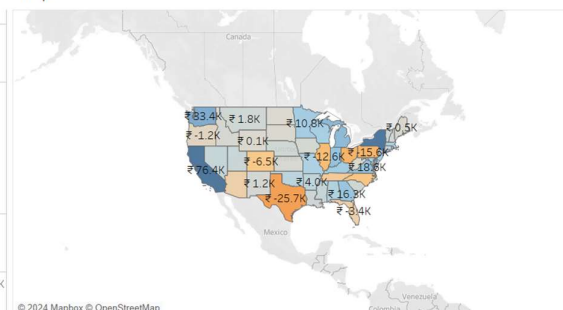 Canada
₹ 33.4K
₹ 1.8K
₹ 10.8K
₹ 0.5K
₹ -1.2K
₹ 0.1K
₹ -6.5K
₹ -12.6K
₹ -15.6K
₹ 76.4K
₹ 18.6K
₹ 1.2K
₹ 4.0K
₹ 16.3K
₹ -25.7K
₹ -3.4K
Mexico
Venezuela
Colombia
K
© 2024 Mapbox © OpenStreetMap